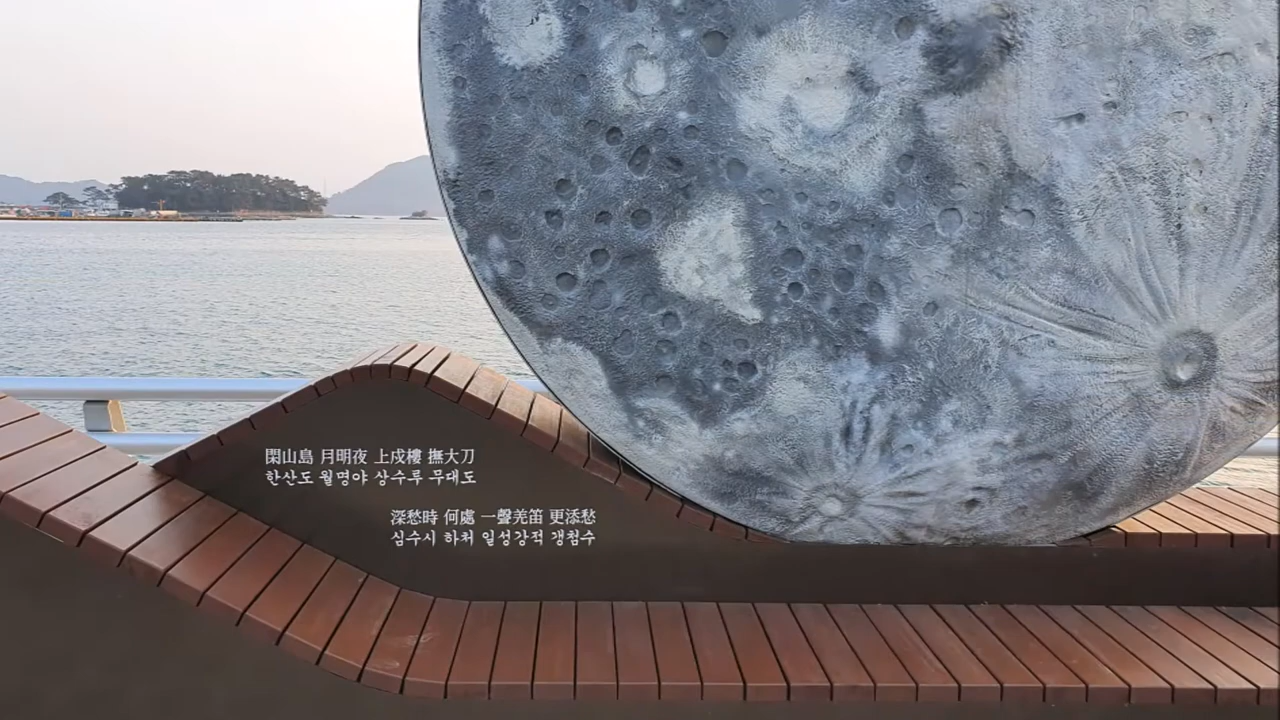 閑山島 月明夜 上戍樓 撫大刀
한산도 월명야 상수루 무대도
深愁時 何處 一聲羌笛 更添愁
심수시 하처 일성강적 갱첨수